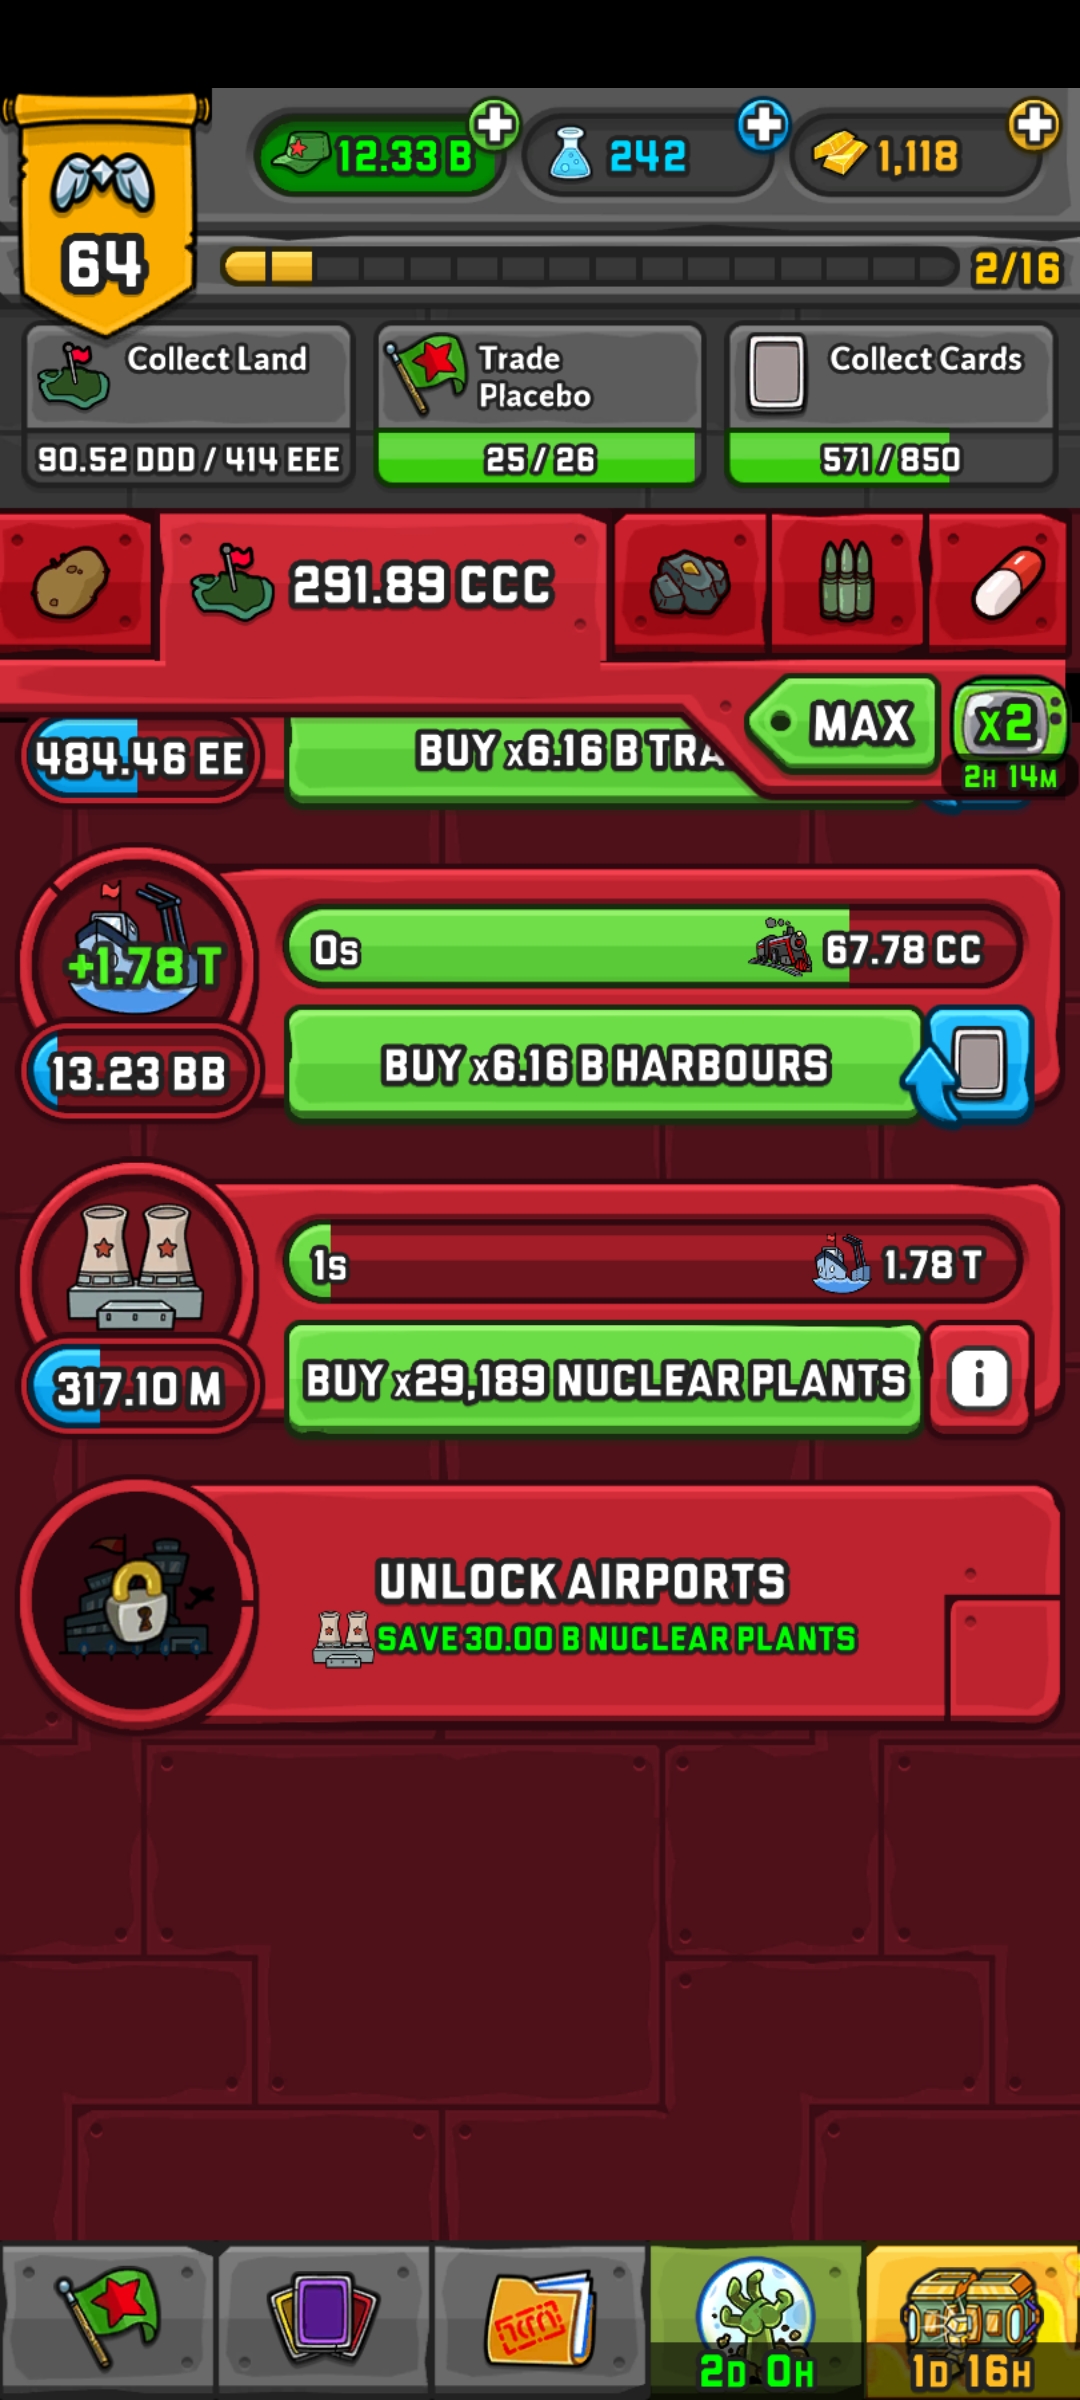 12.33 B
242
1,118
64
2/16
Collect Land
90.52 DDD / 414 EEE
Trade
Placebo
25 / 26
Collect Cards
571 / 850
291.89 CCC
MAX
X2
2H 14M
484.46 EE
BUY x6.16 B TRA
+1.78 T
0s
67.78 CC
13.23 BB
BUY x6.16 B HARBOURS
1s
1.78 T
317.10 M
BUY x29,189 NUCLEAR PLANTS
i
UNLOCK AIRPORTS
SAVE 30.00 B NUCLEAR PLANTS
2D 0H
1D 16H